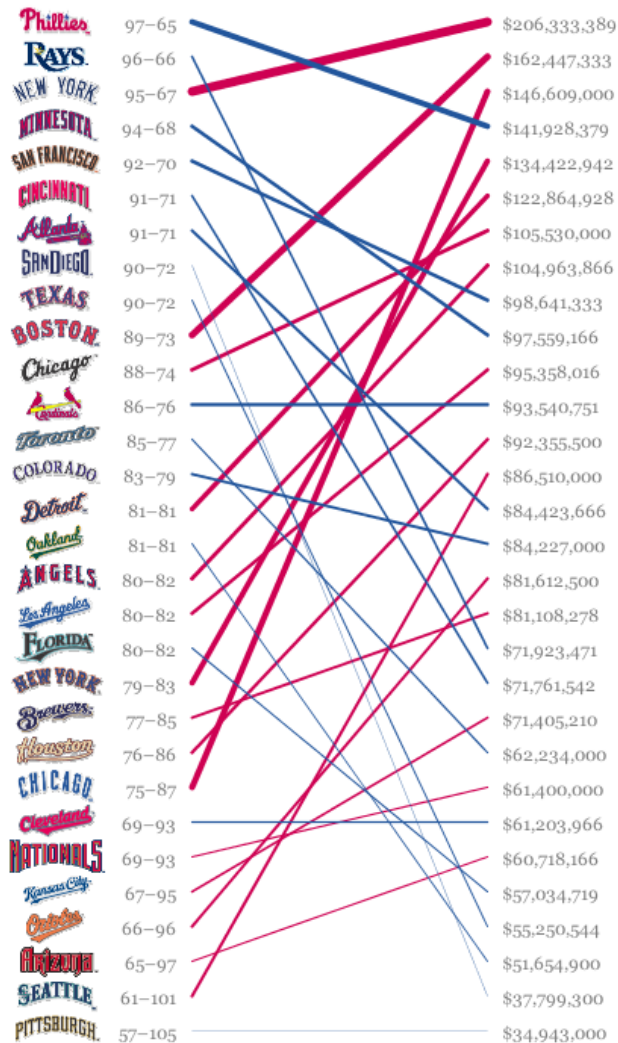 Phillies 97–65 $206,333,389
RAYS 96–66 $162,447,333
NEW YORK 95–67 $146,609,000
MINNESOTA 94–68 $141,928,379
SAN FRANCISCO 92–70 $134,422,942
CINCINNATI 91–71 $122,864,928
Atlanta 91–71 $105,530,000
SAN DIEGO 90–72 $104,963,866
TEXAS 90–72 $98,641,333
BOSTON 89–73 $97,559,166
Chicago 88–74 $95,358,016
Cardinals 86–76 $93,540,751
Toronto 85–77 $92,355,500
COLORADO 83–79 $86,510,000
Detroit 81–81 $84,423,666
Oakland 81–81 $84,227,000
ANGELS 80–82 $81,612,500
Los Angeles 80–82 $81,108,278
FLORIDA 80–82 $71,923,471
NEW YORK 79–83 $71,761,542
Brewers 77–85 $71,405,210
Houston 76–86 $62,234,000
CHICAGO 75–87 $61,400,000
Cleveland 69–93 $61,203,966
NATIONALS 69–93 $60,718,166
Kansas City 67–95 $57,034,719
Orioles 66–96 $55,250,544
Arizona 65–97 $51,654,900
SEATTLE 61–101 $37,799,300
PITTSBURGH 57–105 $34,943,000